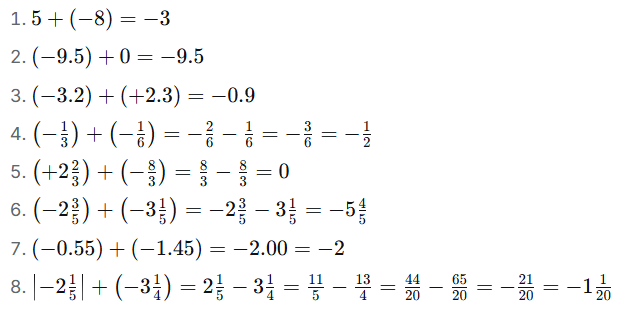 1. 5 + (−8) = −3
2. (−9.5) + 0 = −9.5
3. (−3.2) + (+2.3) = −0.9
4. (−1/3) + (−1/6) = −2/6 − 1/6 = −3/6 = −1/2
5. (+2 2/3) + (−8/3) = 8/3 − 8/3 = 0
6. (−2 3/5) + (−3 1/5) = −2 3/5 − 3 1/5 = −5 4/5
7. (−0.55) + (−1.45) = −2.00 = −2
8. |−2 1/5| + (−3 1/4) = 2 1/5 − 3 1/4 = 11/5 − 13/4 = 44/20 − 65/20 = −21/20 = −1 1/20